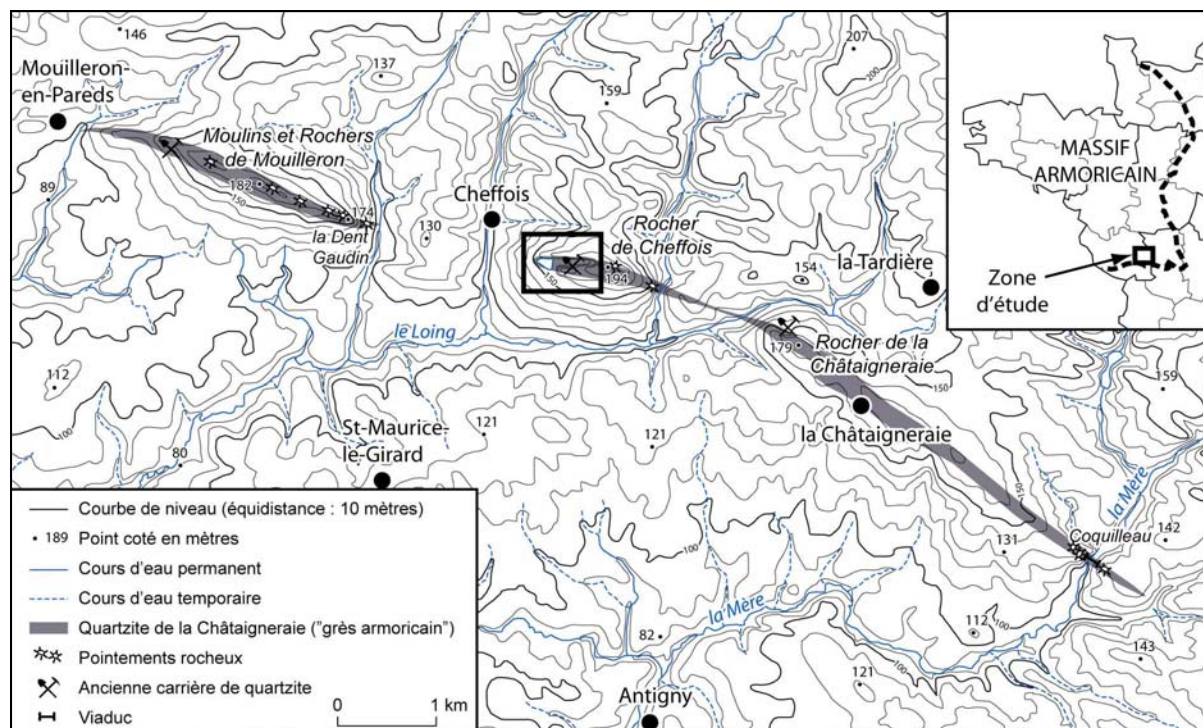 146
Mouilleron-
en-Pareds
137
207
200
159
Moulins et Rochers
de Mouilleron
89
182
150
174
la Dent
Gaudin
130
Cheffois
Rocher
de Cheffois
150
194
154
la Tardière
le Loing
179
Rocher de la
Châtaigneraie
150
159
112
100
St-Maurice-
le-Girard
121
121
la Châtaigneraie
80
150
la Mère
Coquilleau
142
131
100
la Mère
82
112
100
100
121
143
Antigny
MASSIF
ARMORICAIN
Zone
d'étude
Courbe de niveau (équidistance : 10 mètres)
189 Point coté en mètres
Cours d'eau permanent
Cours d'eau temporaire
Quartzite de la Châtaigneraie ("grès armoricain")
Pointements rocheux
Ancienne carrière de quartzite
Viaduc
0 1 km